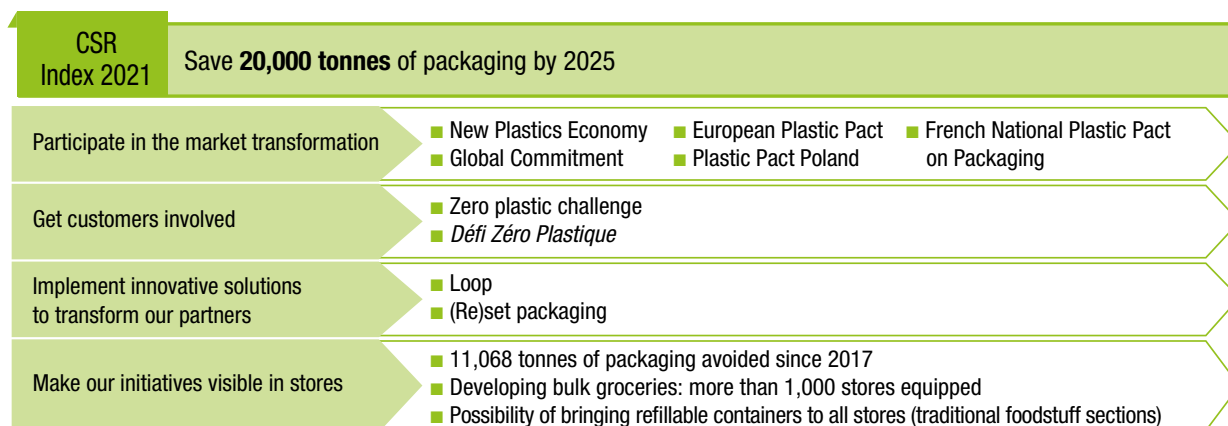 CSR
Index 2021
Save 20,000 tonnes of packaging by 2025
Participate in the market transformation
■ New Plastics Economy
■ Global Commitment
■ European Plastic Pact
■ Plastic Pact Poland
■ French National Plastic Pact
on Packaging
Get customers involved
■ Zero plastic challenge
■ Défi Zéro Plastique
Implement innovative solutions
to transform our partners
■ Loop
■ (Re)set packaging
Make our initiatives visible in stores
■ 11,068 tonnes of packaging avoided since 2017
■ Developing bulk groceries: more than 1,000 stores equipped
■ Possibility of bringing refillable containers to all stores (traditional foodstuff sections)